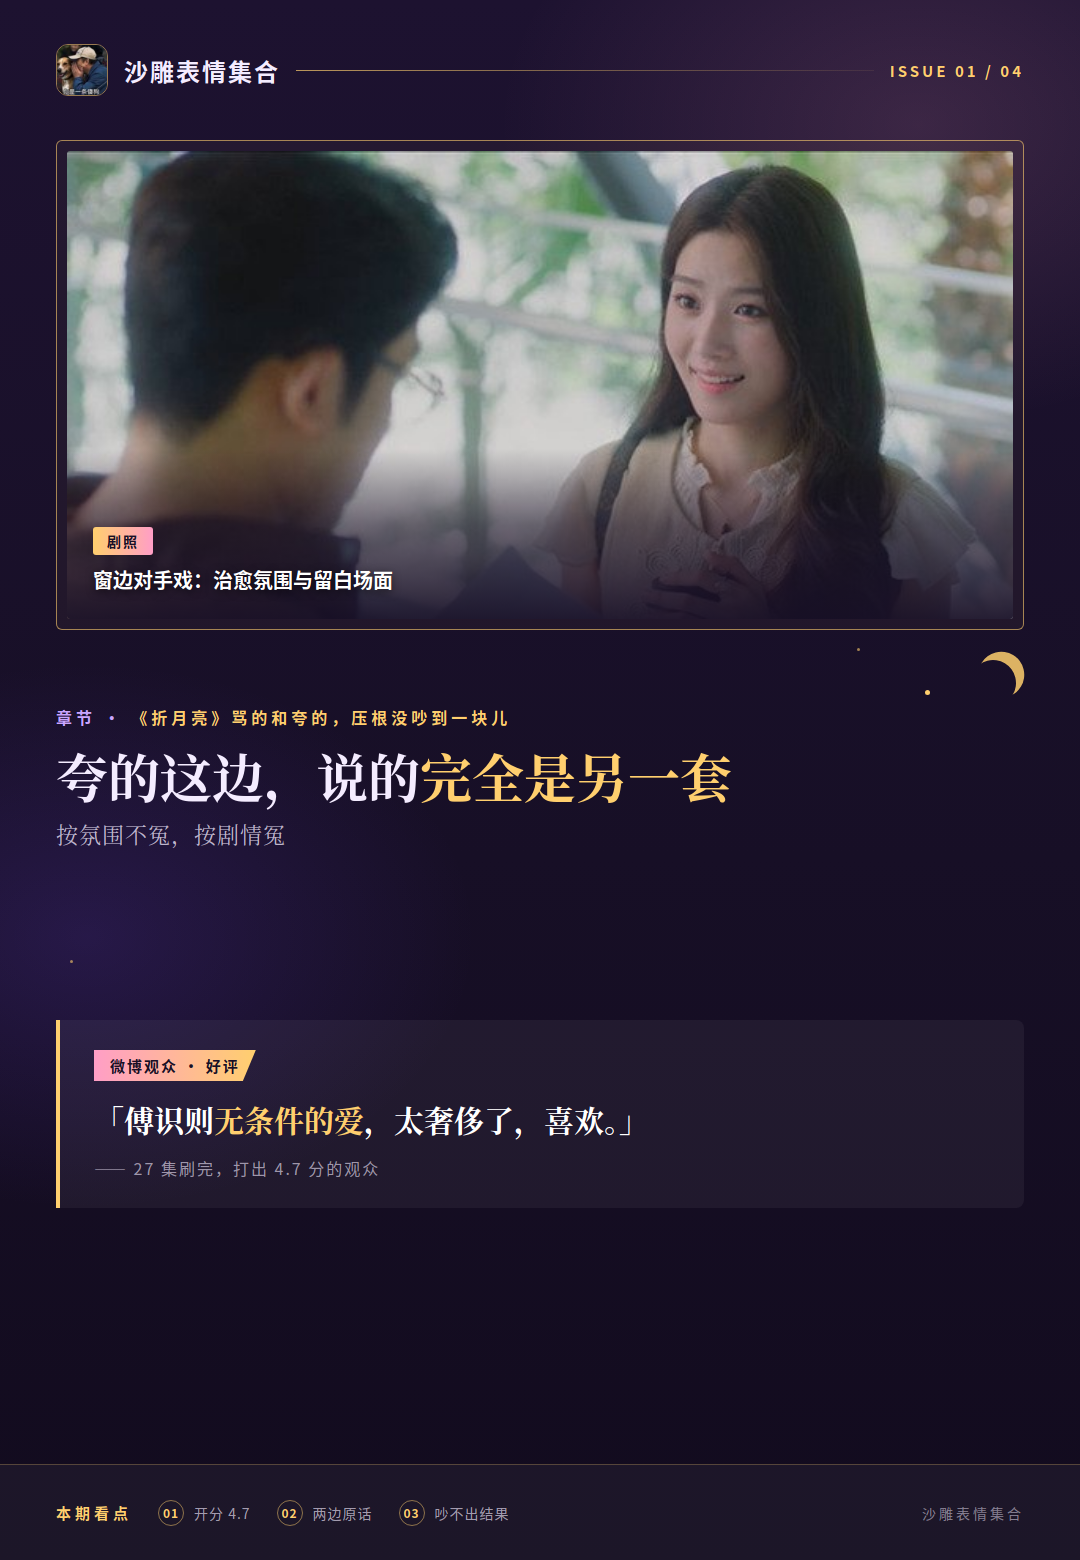 沙雕表情集合
ISSUE 01 / 04
剧照
窗边对手戏：治愈氛围与留白场面
章节 · 《折月亮》骂的和夸的，压根没吵到一块儿
夸的这边，说的完全是另一套
按氛围不冤，按剧情冤
微博观众 · 好评
「傅识则无条件的爱，太奢侈了，喜欢。」
—— 27 集刷完，打出 4.7 分的观众
本期看点 01 开分 4.7 02 两边原话 03 吵不出结果
沙雕表情集合